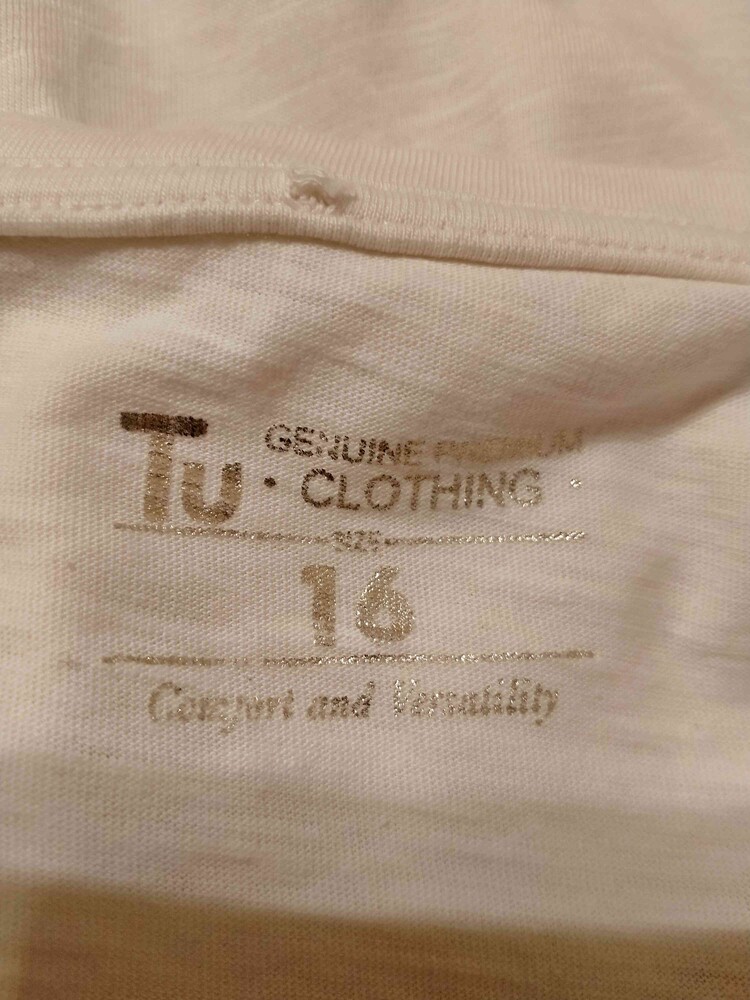 Tu
GENUINE PREMIUM
• CLOTHING •
SIZE
16
Comfort and Versatility